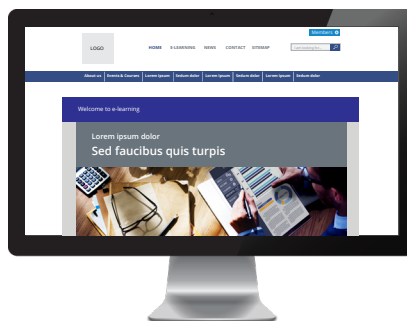 Members
LOGO
HOME E-LEARNING NEWS CONTACT SITEMAP
About us Events & Courses Lorem ipsum Sedum dolor Lorem ipsum Sedum dolor Lorem ipsum Sedum dolor
Welcome to e-learning
Lorem ipsum dolor
Sed faucibus quis turpis